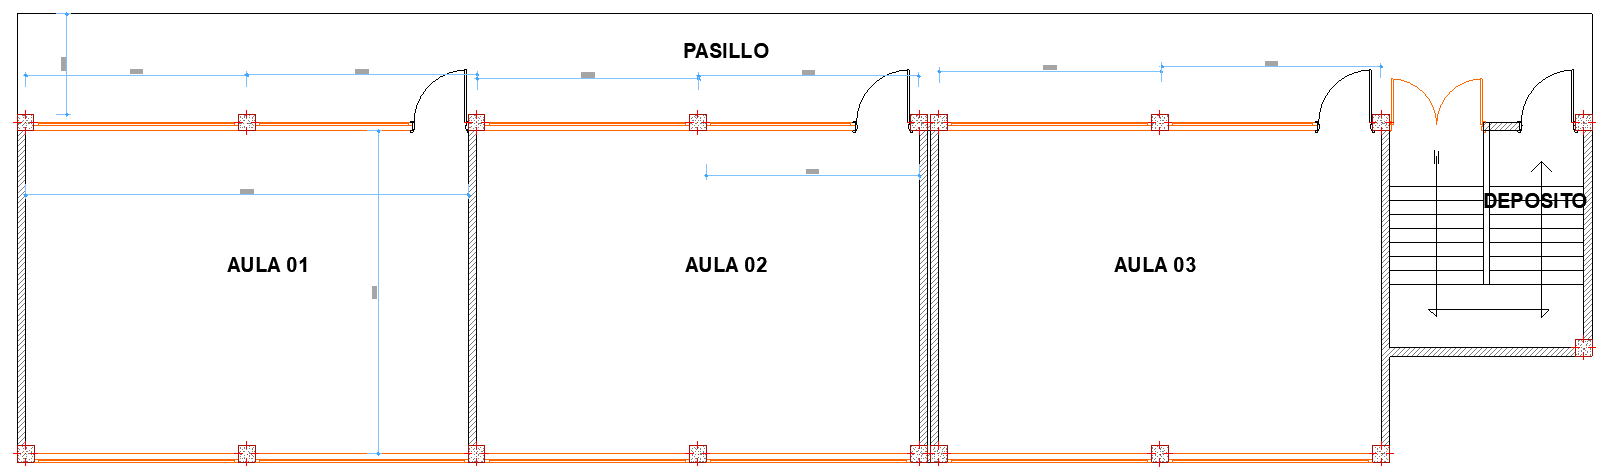 PASILLO
DEPOSITO
AULA 01
AULA 02
AULA 03